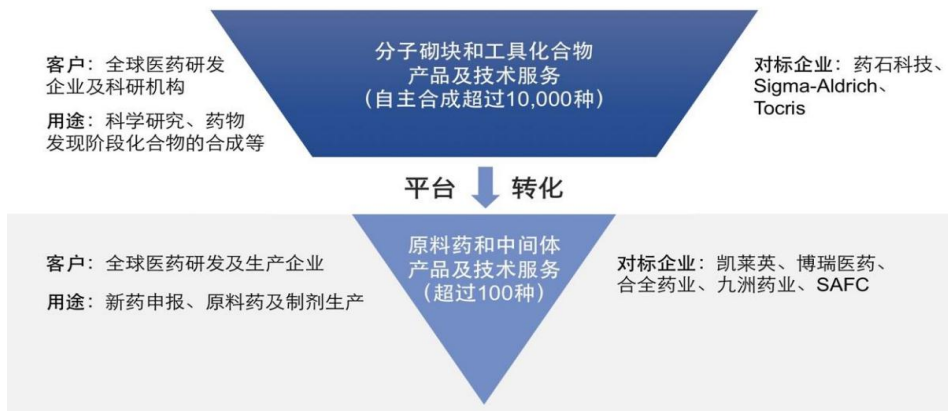 客户：全球医药研发
企业及科研机构
用途：科学研究、药物
发现阶段化合物的合成等
分子砌块和工具化合物
产品及技术服务
（自主合成超过10,000种）
对标企业：药石科技、
Sigma-Aldrich、
Tocris
平台 转化
客户：全球医药研发及生产企业
用途：新药申报、原料药及制剂生产
原料药和中间体
产品及技术服务
（超过100种）
对标企业：凯莱英、博瑞医药、
合全药业、九洲药业、SAFC